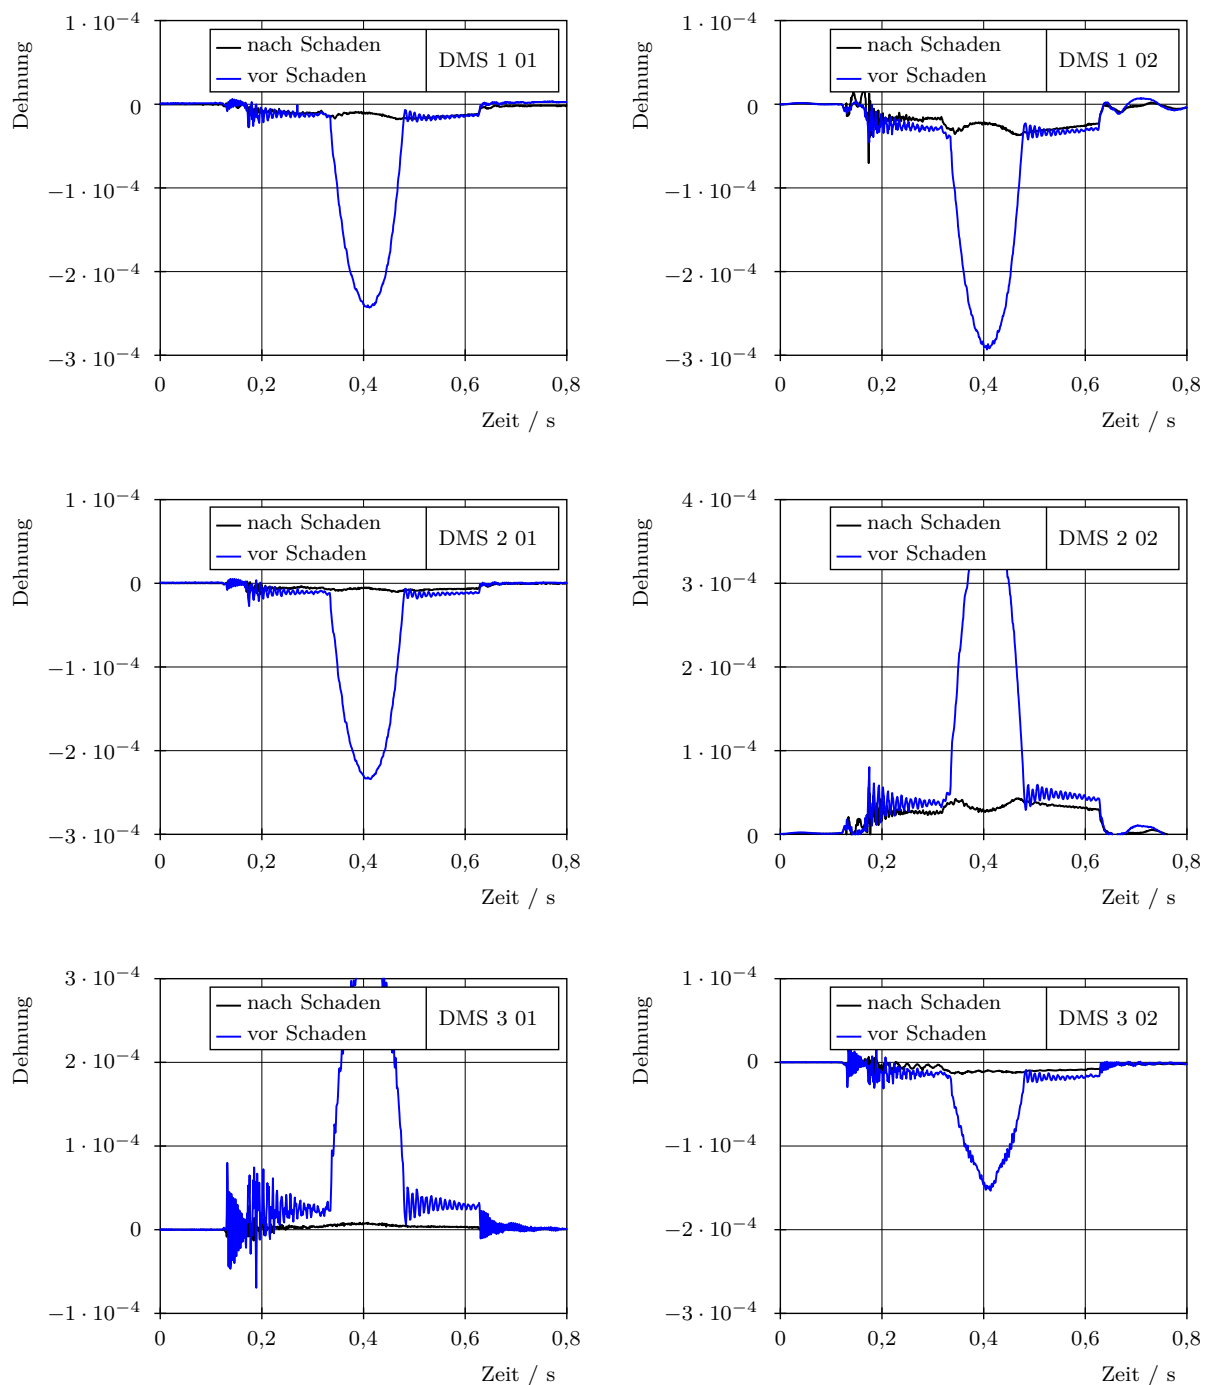 1 · 10⁻⁴
0
−1 · 10⁻⁴
−2 · 10⁻⁴
−3 · 10⁻⁴
Dehnung
nach Schaden
vor Schaden
DMS 1 01
0 0,2 0,4 0,6 0,8
Zeit / s
1 · 10⁻⁴
0
−1 · 10⁻⁴
−2 · 10⁻⁴
−3 · 10⁻⁴
Dehnung
nach Schaden
vor Schaden
DMS 1 02
0 0,2 0,4 0,6 0,8
Zeit / s
1 · 10⁻⁴
0
−1 · 10⁻⁴
−2 · 10⁻⁴
−3 · 10⁻⁴
Dehnung
nach Schaden
vor Schaden
DMS 2 01
0 0,2 0,4 0,6 0,8
Zeit / s
4 · 10⁻⁴
3 · 10⁻⁴
2 · 10⁻⁴
1 · 10⁻⁴
0
Dehnung
nach Schaden
vor Schaden
DMS 2 02
0 0,2 0,4 0,6 0,8
Zeit / s
3 · 10⁻⁴
2 · 10⁻⁴
1 · 10⁻⁴
0
−1 · 10⁻⁴
Dehnung
nach Schaden
vor Schaden
DMS 3 01
0 0,2 0,4 0,6 0,8
Zeit / s
1 · 10⁻⁴
0
−1 · 10⁻⁴
−2 · 10⁻⁴
−3 · 10⁻⁴
Dehnung
nach Schaden
vor Schaden
DMS 3 02
0 0,2 0,4 0,6 0,8
Zeit / s